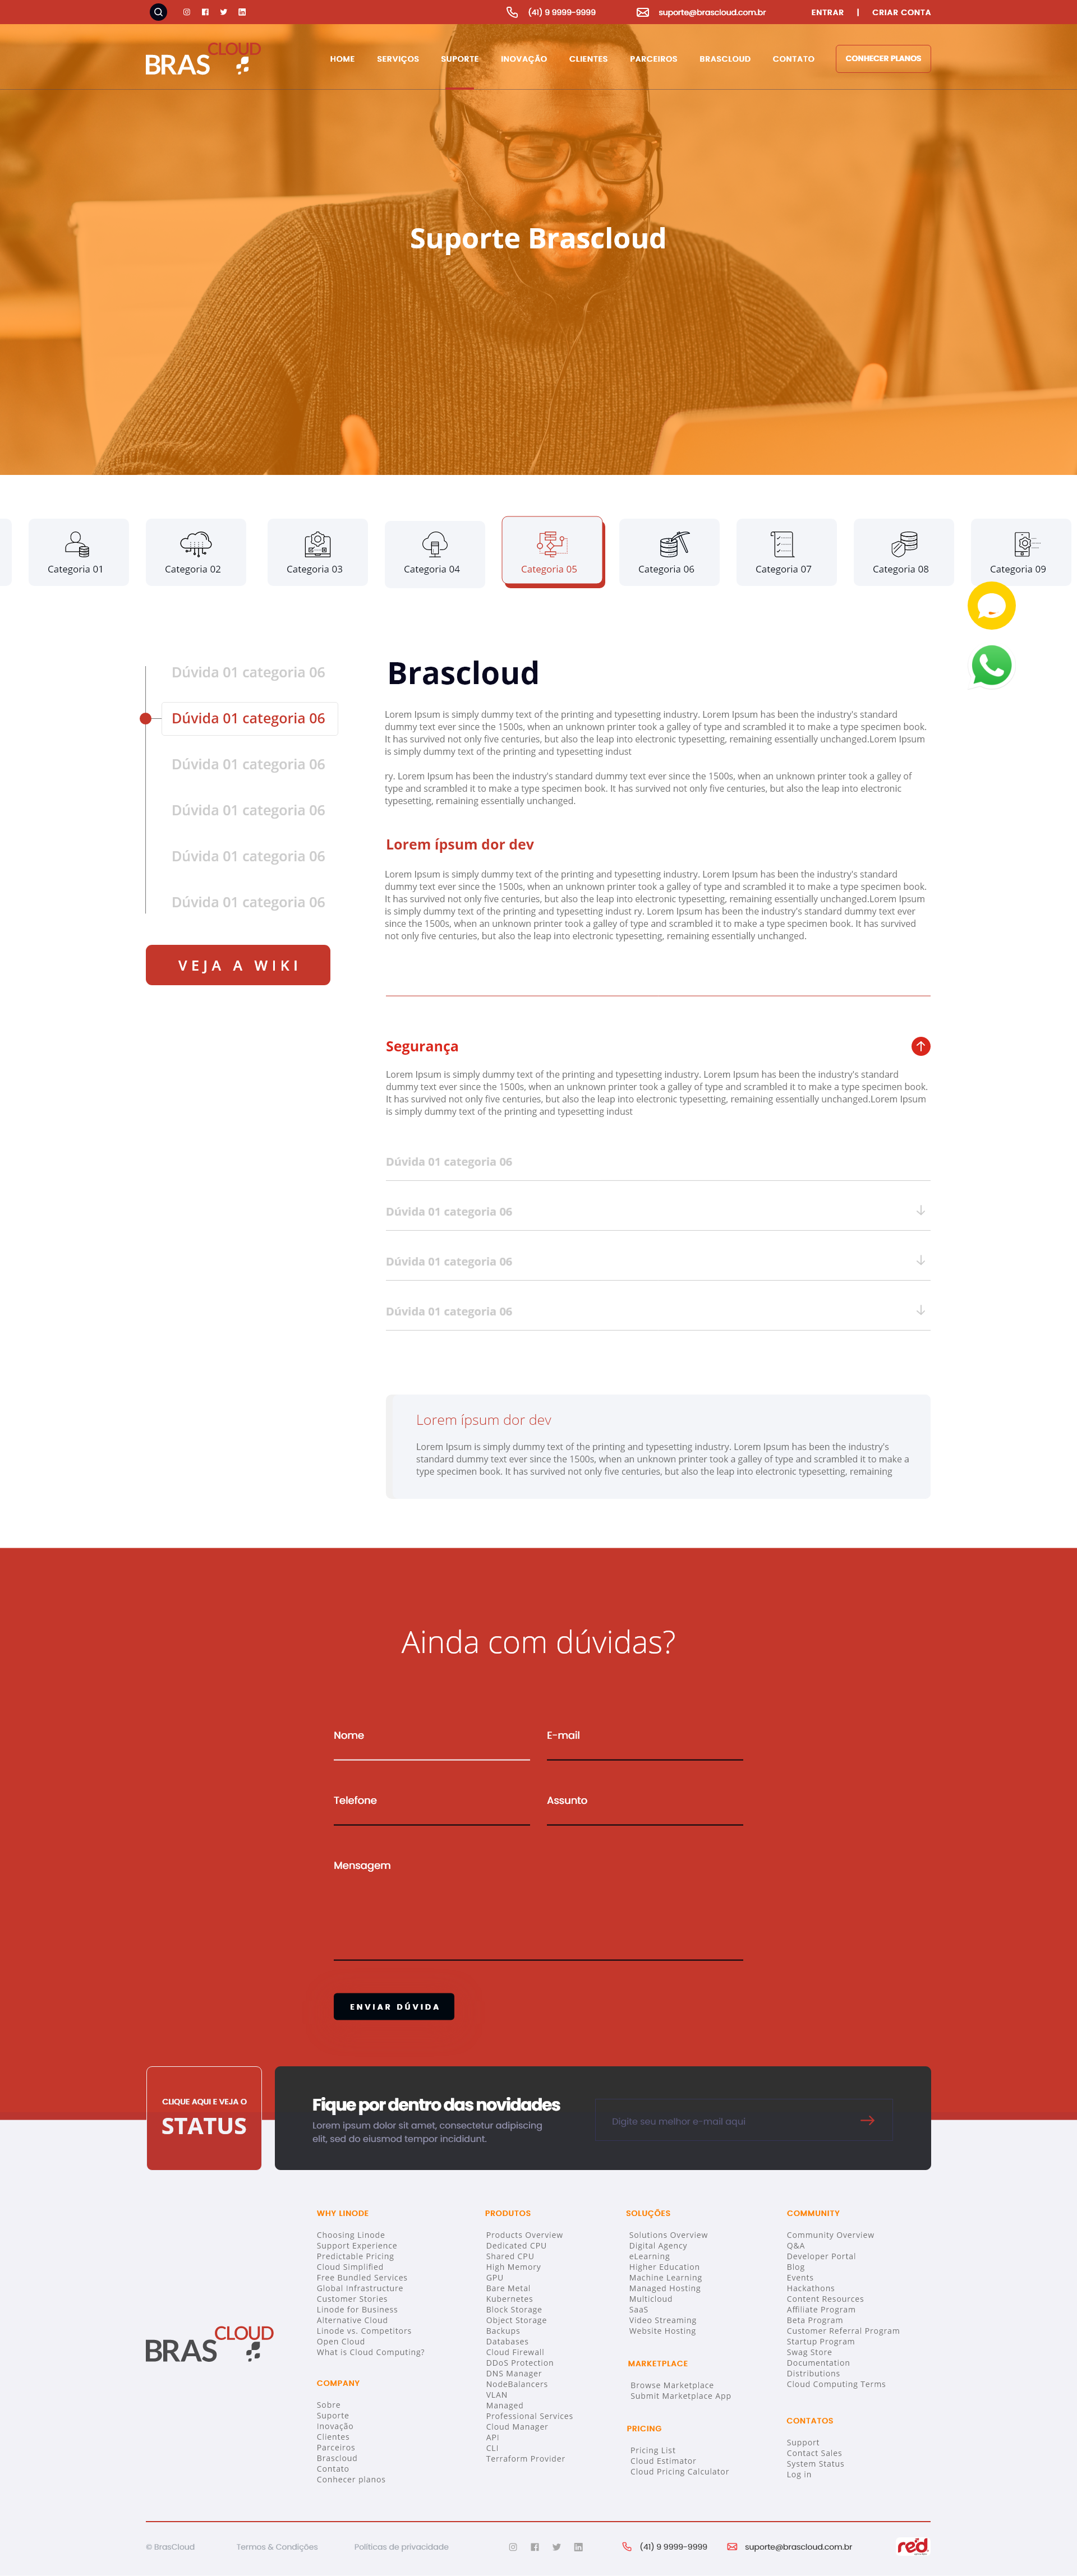 (41) 9 9999-9999
suporte@brascloud.com.br
ENTRAR | CRIAR CONTA
BRAS CLOUD
HOME
SERVIÇOS
SUPORTE
INOVAÇÃO
CLIENTES
PARCEIROS
BRASCLOUD
CONTATO
CONHECER PLANOS
Suporte Brascloud
Categoria 01
Categoria 02
Categoria 03
Categoria 04
Categoria 05
Categoria 06
Categoria 07
Categoria 08
Categoria 09
Dúvida 01 categoria 06
Dúvida 01 categoria 06
Dúvida 01 categoria 06
Dúvida 01 categoria 06
Dúvida 01 categoria 06
Dúvida 01 categoria 06
VEJA A WIKI
Brascloud
Lorem Ipsum is simply dummy text of the printing and typesetting industry. Lorem Ipsum has been the industry's standard
dummy text ever since the 1500s, when an unknown printer took a galley of type and scrambled it to make a type specimen book.
It has survived not only five centuries, but also the leap into electronic typesetting, remaining essentially unchanged.Lorem Ipsum
is simply dummy text of the printing and typesetting indust
ry. Lorem Ipsum has been the industry's standard dummy text ever since the 1500s, when an unknown printer took a galley of
type and scrambled it to make a type specimen book. It has survived not only five centuries, but also the leap into electronic
typesetting, remaining essentially unchanged.
Lorem ípsum dor dev
Lorem Ipsum is simply dummy text of the printing and typesetting industry. Lorem Ipsum has been the industry's standard
dummy text ever since the 1500s, when an unknown printer took a galley of type and scrambled it to make a type specimen book.
It has survived not only five centuries, but also the leap into electronic typesetting, remaining essentially unchanged.Lorem Ipsum
is simply dummy text of the printing and typesetting indust ry. Lorem Ipsum has been the industry's standard dummy text ever
since the 1500s, when an unknown printer took a galley of type and scrambled it to make a type specimen book. It has survived
not only five centuries, but also the leap into electronic typesetting, remaining essentially unchanged.
Segurança
Lorem Ipsum is simply dummy text of the printing and typesetting industry. Lorem Ipsum has been the industry's standard
dummy text ever since the 1500s, when an unknown printer took a galley of type and scrambled it to make a type specimen book.
It has survived not only five centuries, but also the leap into electronic typesetting, remaining essentially unchanged.Lorem Ipsum
is simply dummy text of the printing and typesetting indust
Dúvida 01 categoria 06
Dúvida 01 categoria 06
Dúvida 01 categoria 06
Dúvida 01 categoria 06
Lorem ípsum dor dev
Lorem Ipsum is simply dummy text of the printing and typesetting industry. Lorem Ipsum has been the industry's
standard dummy text ever since the 1500s, when an unknown printer took a galley of type and scrambled it to make a
type specimen book. It has survived not only five centuries, but also the leap into electronic typesetting, remaining
Ainda com dúvidas?
Nome
E-mail
Telefone
Assunto
Mensagem
ENVIAR DÚVIDA
CLIQUE AQUI E VEJA O
STATUS
Fique por dentro das novidades
Lorem ipsum dolor sit amet, consectetur adipiscing
elit, sed do eiusmod tempor incididunt.
Digite seu melhor e-mail aqui
BRAS CLOUD
WHY LINODE
Choosing Linode
Support Experience
Predictable Pricing
Cloud Simplified
Free Bundled Services
Global Infrastructure
Customer Stories
Linode for Business
Alternative Cloud
Linode vs. Competitors
Open Cloud
What is Cloud Computing?
COMPANY
Sobre
Suporte
Inovação
Clientes
Parceiros
Brascloud
Contato
Conhecer planos
PRODUTOS
Products Overview
Dedicated CPU
Shared CPU
High Memory
GPU
Bare Metal
Kubernetes
Block Storage
Object Storage
Backups
Databases
Cloud Firewall
DDoS Protection
DNS Manager
NodeBalancers
VLAN
Managed
Professional Services
Cloud Manager
API
CLI
Terraform Provider
SOLUÇÕES
Solutions Overview
Digital Agency
eLearning
Higher Education
Machine Learning
Managed Hosting
Multicloud
SaaS
Video Streaming
Website Hosting
MARKETPLACE
Browse Marketplace
Submit Marketplace App
PRICING
Pricing List
Cloud Estimator
Cloud Pricing Calculator
COMMUNITY
Community Overview
Q&A
Developer Portal
Blog
Events
Hackathons
Content Resources
Affiliate Program
Beta Program
Customer Referral Program
Startup Program
Swag Store
Documentation
Distributions
Cloud Computing Terms
CONTATOS
Support
Contact Sales
System Status
Log in
© BrasCloud
Termos & Condições
Políticas de privacidade
(41) 9 9999-9999
suporte@brascloud.com.br
red